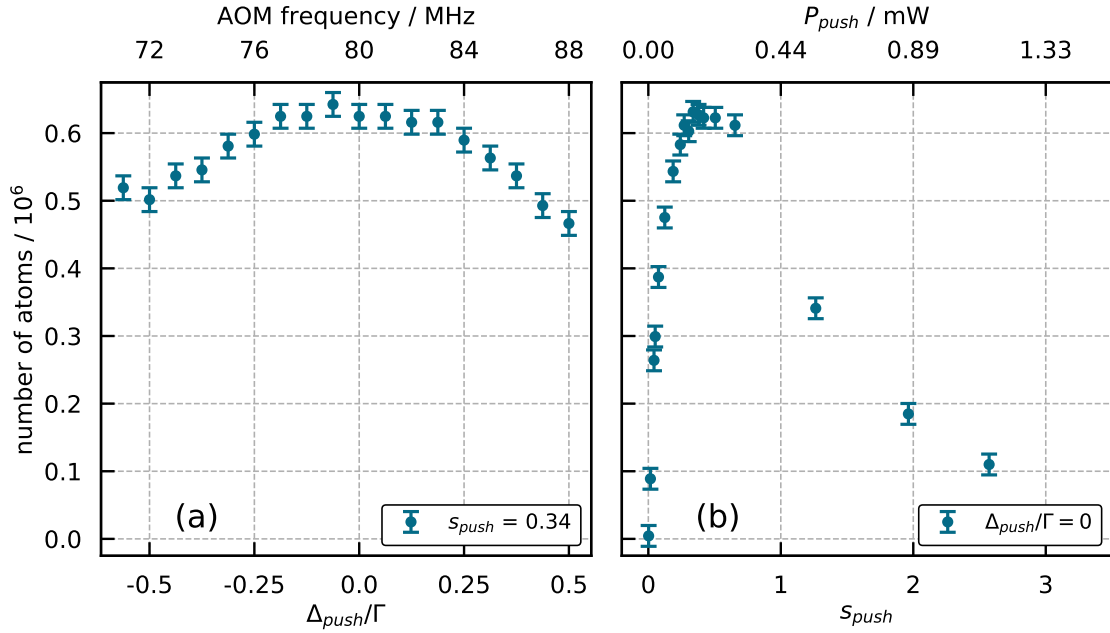 AOM frequency / MHz
72 76 80 84 88
number of atoms / 10⁶
0.6
0.5
0.4
0.3
0.2
0.1
0.0
(a)
s_push = 0.34
-0.5 -0.25 0.0 0.25 0.5
Δ_push/Γ
P_push / mW
0.00 0.44 0.89 1.33
(b)
Δ_push/Γ = 0
0 1 2 3
s_push